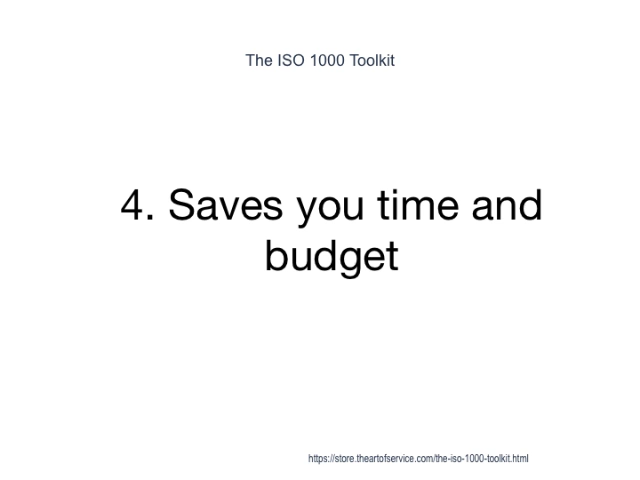 The ISO 1000 Toolkit
4. Saves you time and
budget
https://store.theartofservice.com/the-iso-1000-toolkit.html